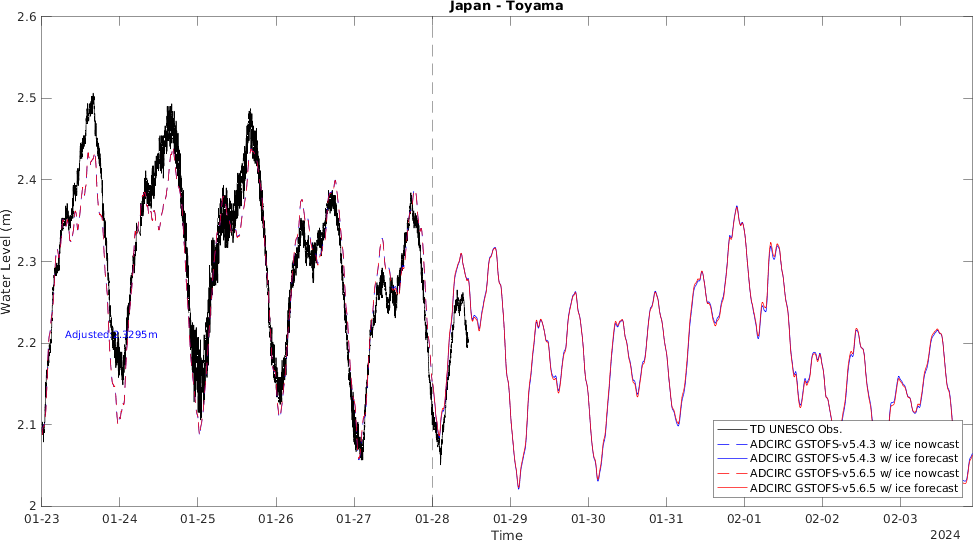 Japan - Toyama
2.6
2.5
2.4
2.3
2.2
2.1
2
Water Level (m)
01-23 01-24 01-25 01-26 01-27 01-28 01-29 01-30 01-31 02-01 02-02 02-03
Time
2024
TD UNESCO Obs.
ADCIRC GSTOFS-v5.4.3 w/ ice nowcast
ADCIRC GSTOFS-v5.4.3 w/ ice forecast
ADCIRC GSTOFS-v5.6.5 w/ ice nowcast
ADCIRC GSTOFS-v5.6.5 w/ ice forecast